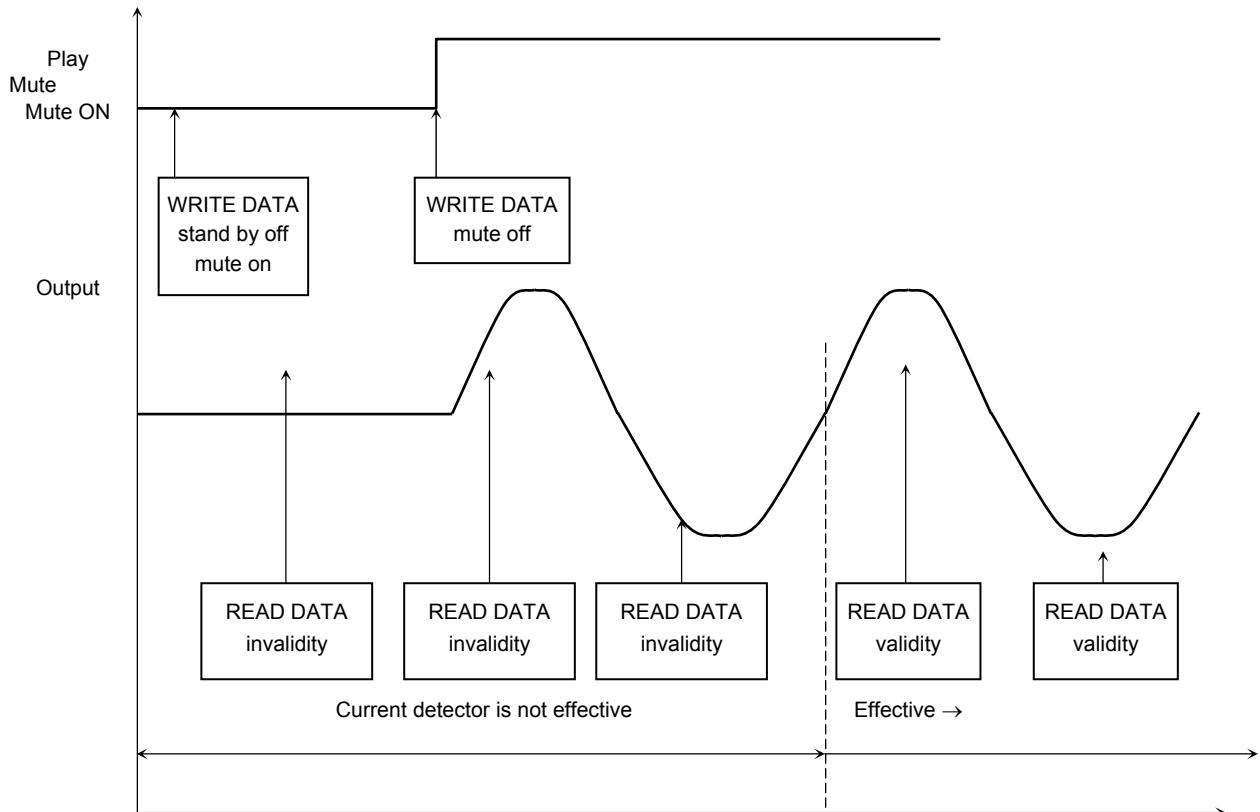 Play
Mute
Mute ON
WRITE DATA
stand by off
mute on
WRITE DATA
mute off
Output
READ DATA
invalidity
READ DATA
invalidity
READ DATA
invalidity
READ DATA
validity
READ DATA
validity
Current detector is not effective
Effective →